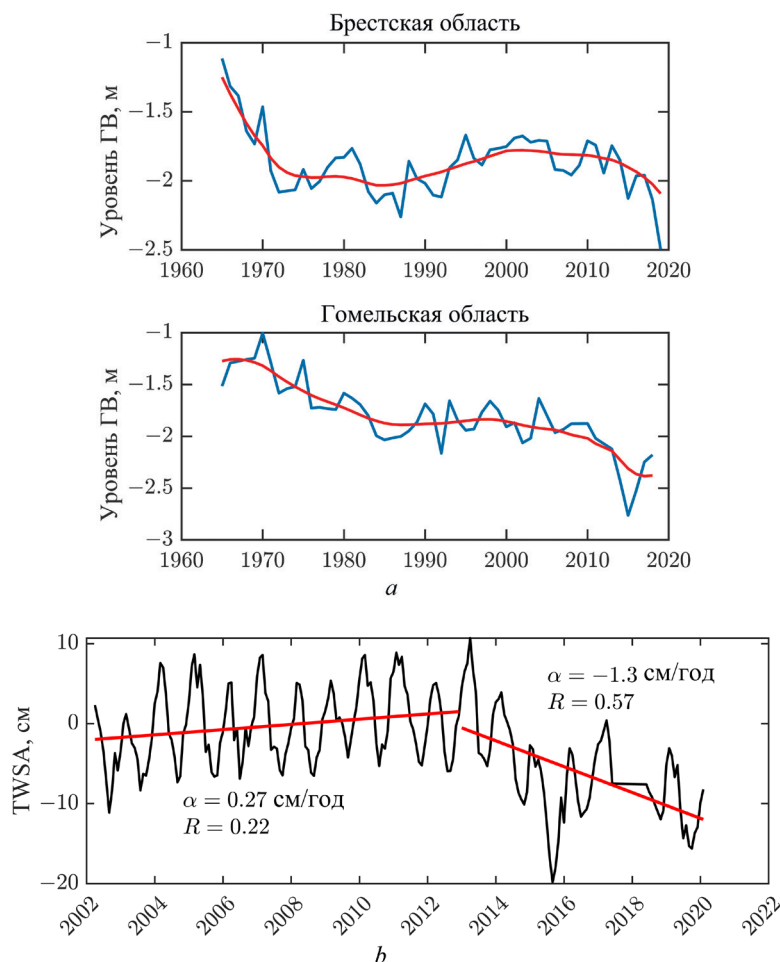 Брестская область
−1
−1.5
−2
−2.5
Уровень ГВ, м
1960 1970 1980 1990 2000 2010 2020
Гомельская область
−1
−1.5
−2
−2.5
−3
Уровень ГВ, м
1960 1970 1980 1990 2000 2010 2020
a
10
0
−10
−20
TWSA, см
α = −1.3 см/год
R = 0.57
α = 0.27 см/год
R = 0.22
2002 2004 2006 2008 2010 2012 2014 2016 2018 2020 2022
b